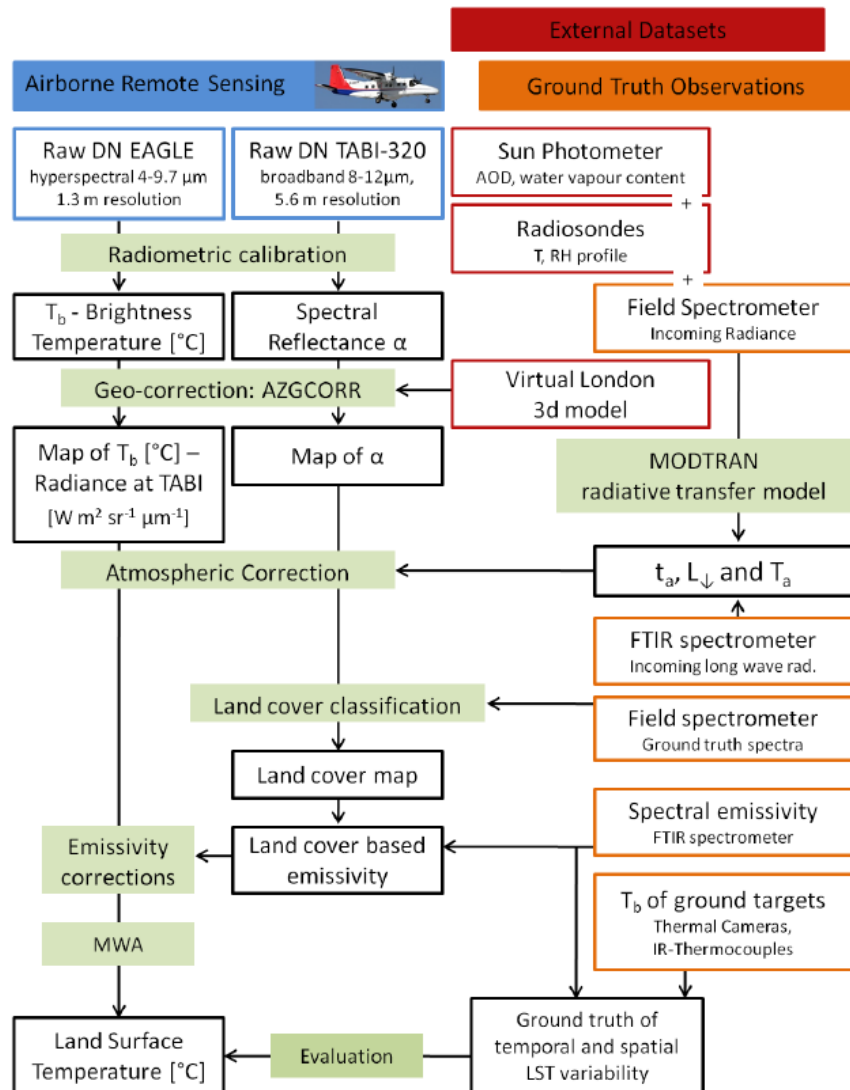 External Datasets
Airborne Remote Sensing
Ground Truth Observations
Raw DN EAGLE
hyperspectral 4-9.7 µm
1.3 m resolution
Raw DN TABI-320
broadband 8-12µm,
5.6 m resolution
Sun Photometer
AOD, water vapour content
+
Radiosondes
T, RH profile
+
Radiometric calibration
Field Spectrometer
Incoming Radiance
Tb - Brightness
Temperature [°C]
Spectral
Reflectance α
Geo-correction: AZGCORR
Virtual London
3d model
Map of Tb [°C] –
Radiance at TABI
[W m² sr⁻¹ µm⁻¹]
Map of α
MODTRAN
radiative transfer model
Atmospheric Correction
ta, L↓ and Ta
FTIR spectrometer
Incoming long wave rad.
Land cover classification
Field spectrometer
Ground truth spectra
Land cover map
Spectral emissivity
FTIR spectrometer
Emissivity
corrections
Land cover based
emissivity
Tb of ground targets
Thermal Cameras,
IR-Thermocouples
MWA
Land Surface
Temperature [°C]
Evaluation
Ground truth of
temporal and spatial
LST variability